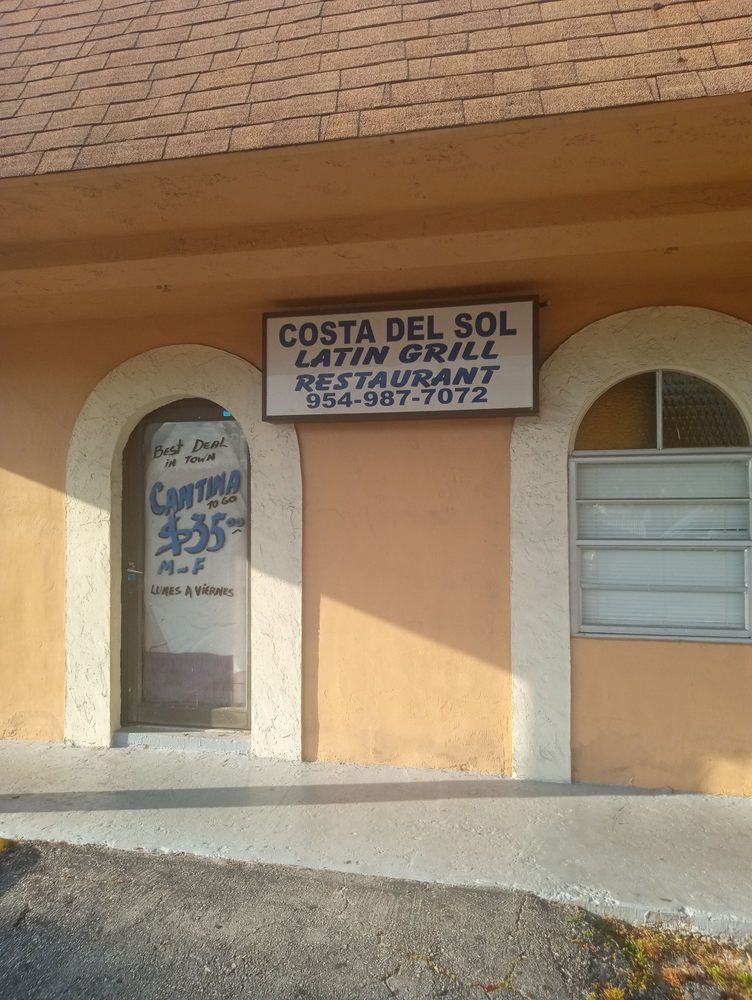 COSTA DEL SOL
LATIN GRILL
RESTAURANT
954-987-7072
BEST DEAL
IN TOWN
CANTINA
TO GO
$35.00
M-F
LUNES A VIERNES